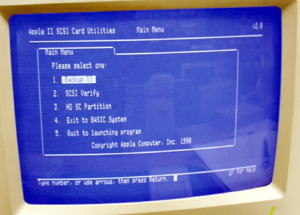 Apple II SCSI Card Utilities Main Menu v2.0
Main Menu
Please select one:
1. Backup II
2. SCSI Verify
3. HD SC Partition
4. Exit to BASIC.System
5. Quit to launching program
Copyright Apple Computer, Inc. 1990
Type number, or use arrows, then press Return. for Help